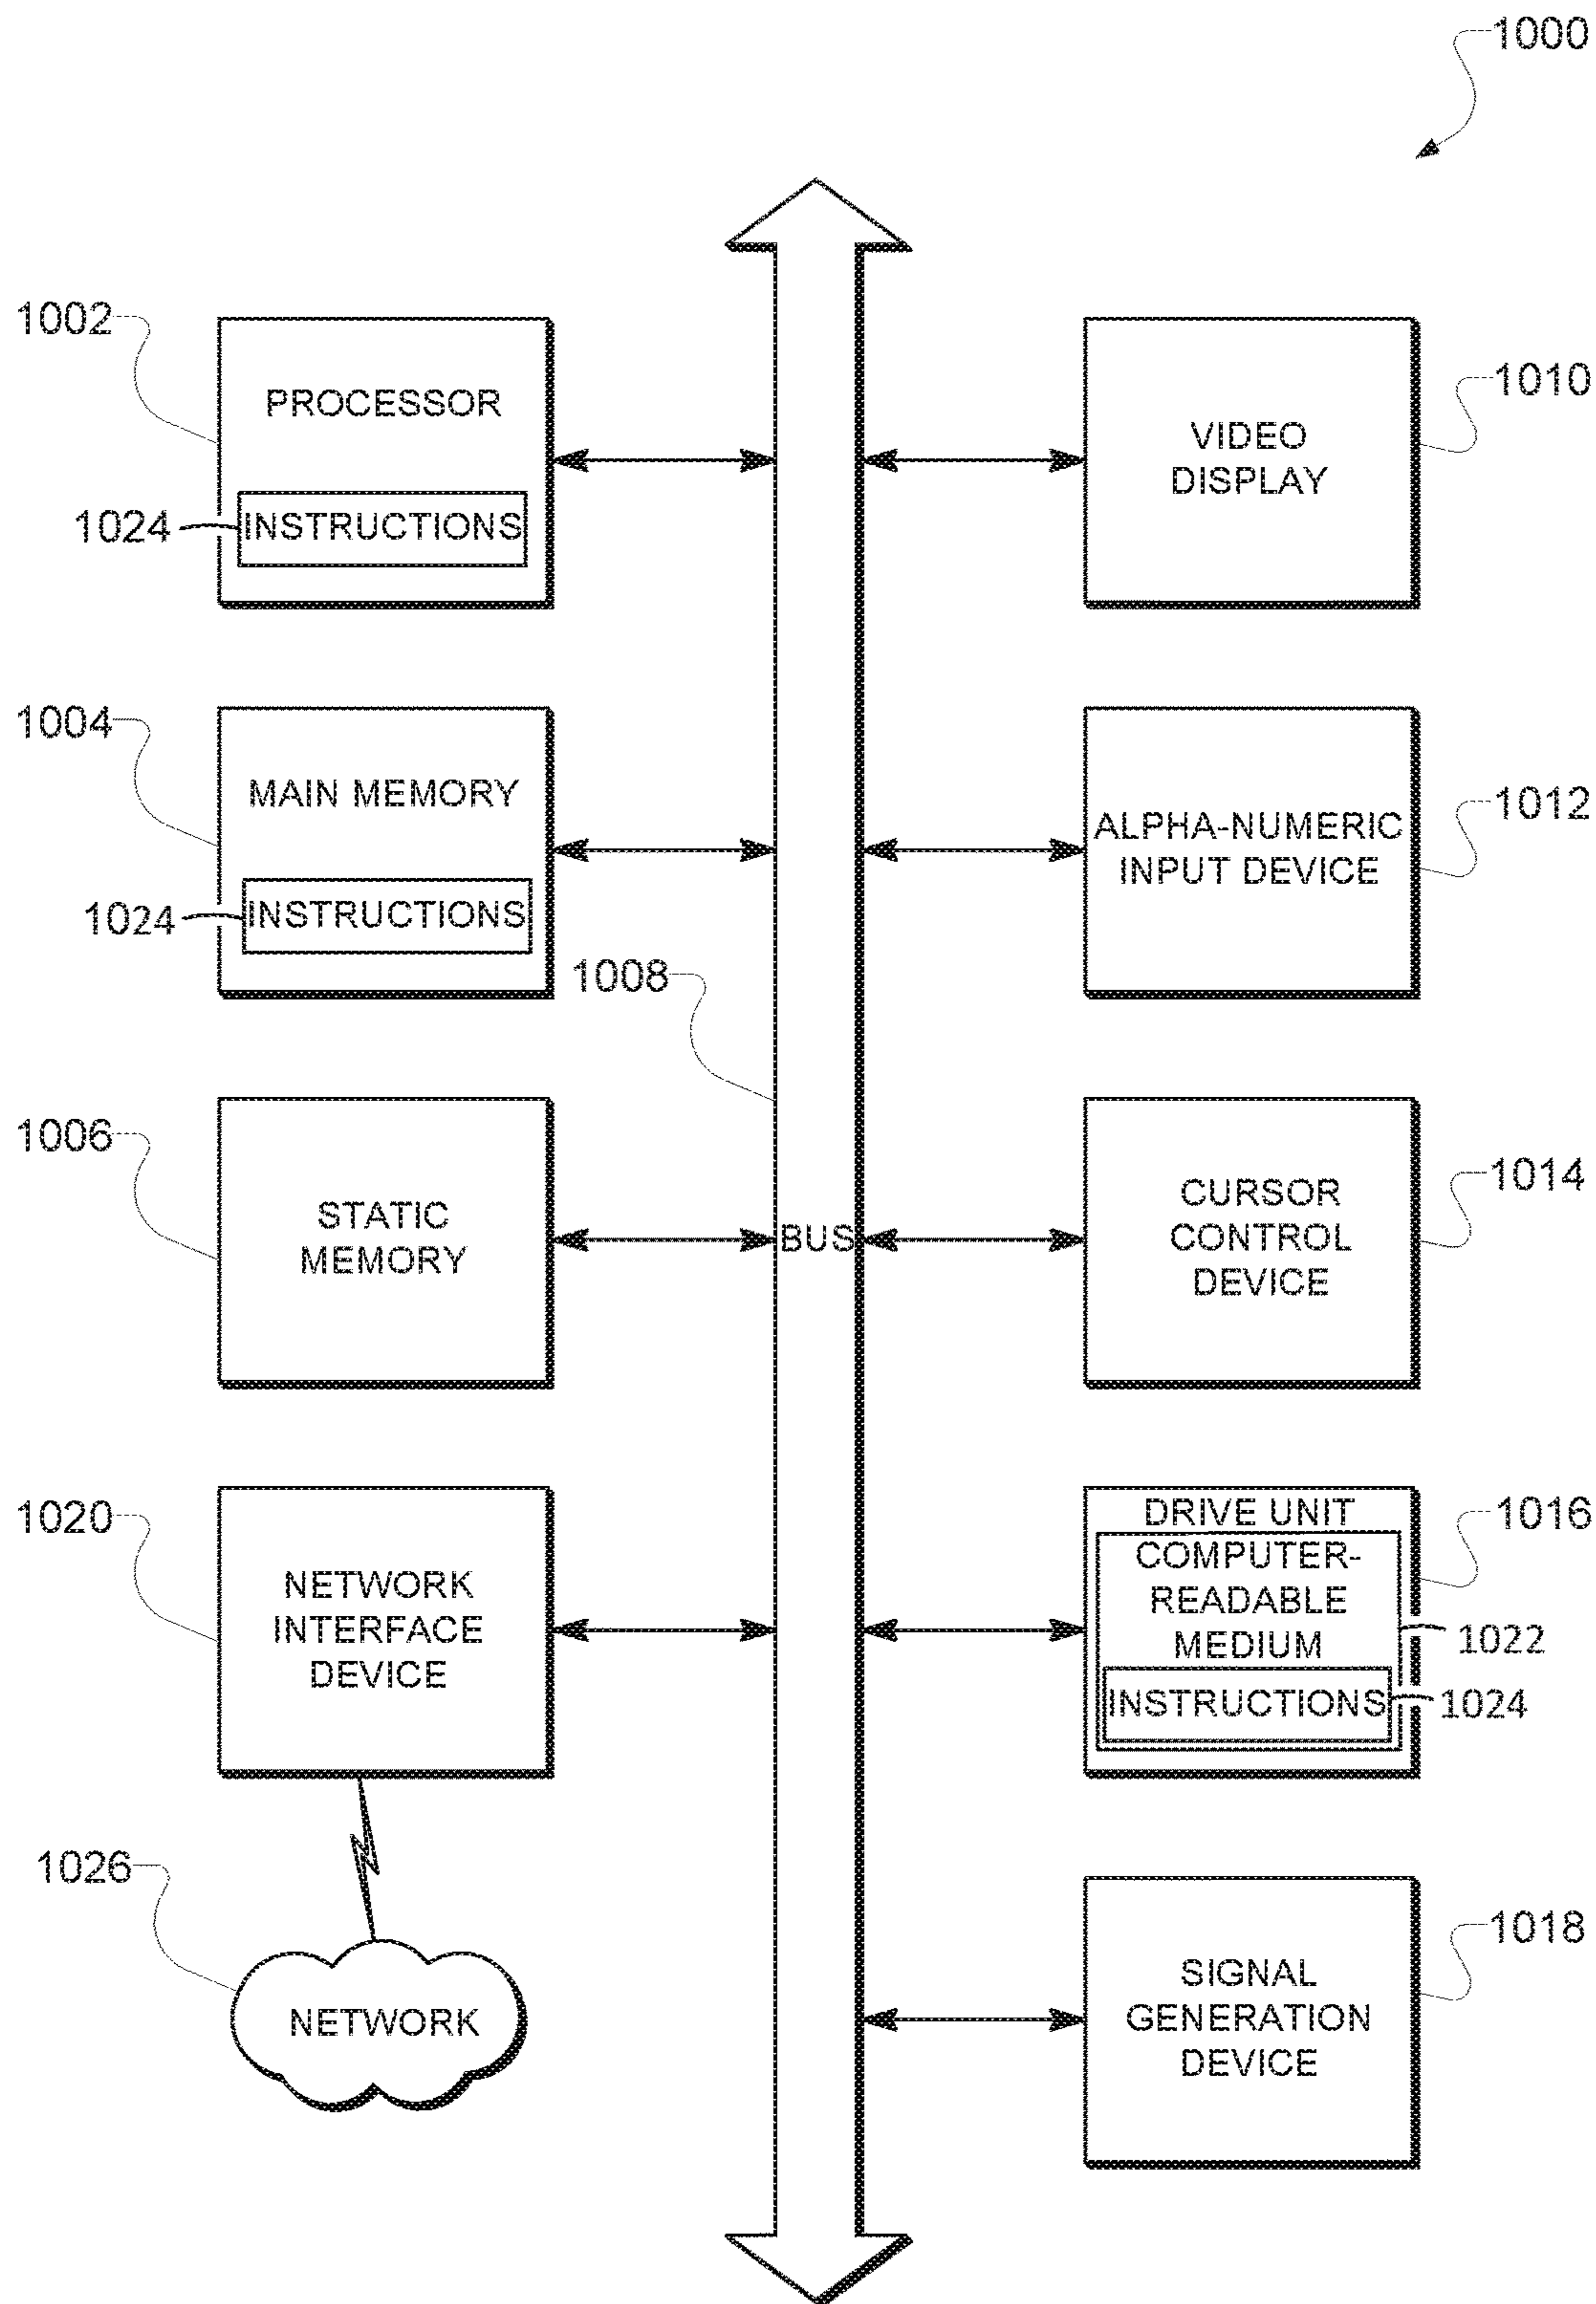 1000
1002
PROCESSOR
1024
INSTRUCTIONS
1010
VIDEO
DISPLAY
1004
MAIN MEMORY
1024
INSTRUCTIONS
1008
1012
ALPHA-NUMERIC
INPUT DEVICE
1006
STATIC
MEMORY
BUS
1014
CURSOR
CONTROL
DEVICE
1020
NETWORK
INTERFACE
DEVICE
1016
DRIVE UNIT
COMPUTER-
READABLE
MEDIUM
1022
INSTRUCTIONS
1024
1026
NETWORK
1018
SIGNAL
GENERATION
DEVICE